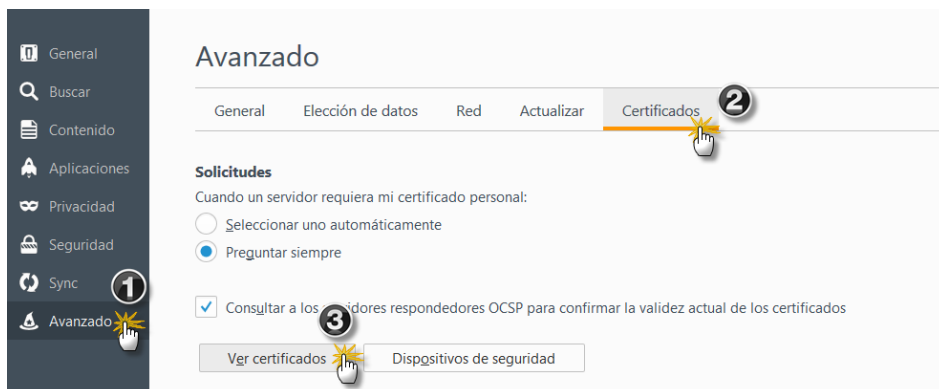 General
Buscar
Contenido
Aplicaciones
Privacidad
Seguridad
Sync
1
Avanzado
Avanzado
General Elección de datos Red Actualizar Certificados 2
Solicitudes
Cuando un servidor requiera mi certificado personal:
Seleccionar uno automáticamente
Preguntar siempre
Consultar a los dores respondedores OCSP para confirmar la validez actual de los certificados
3
Ver certificados Dispositivos de seguridad